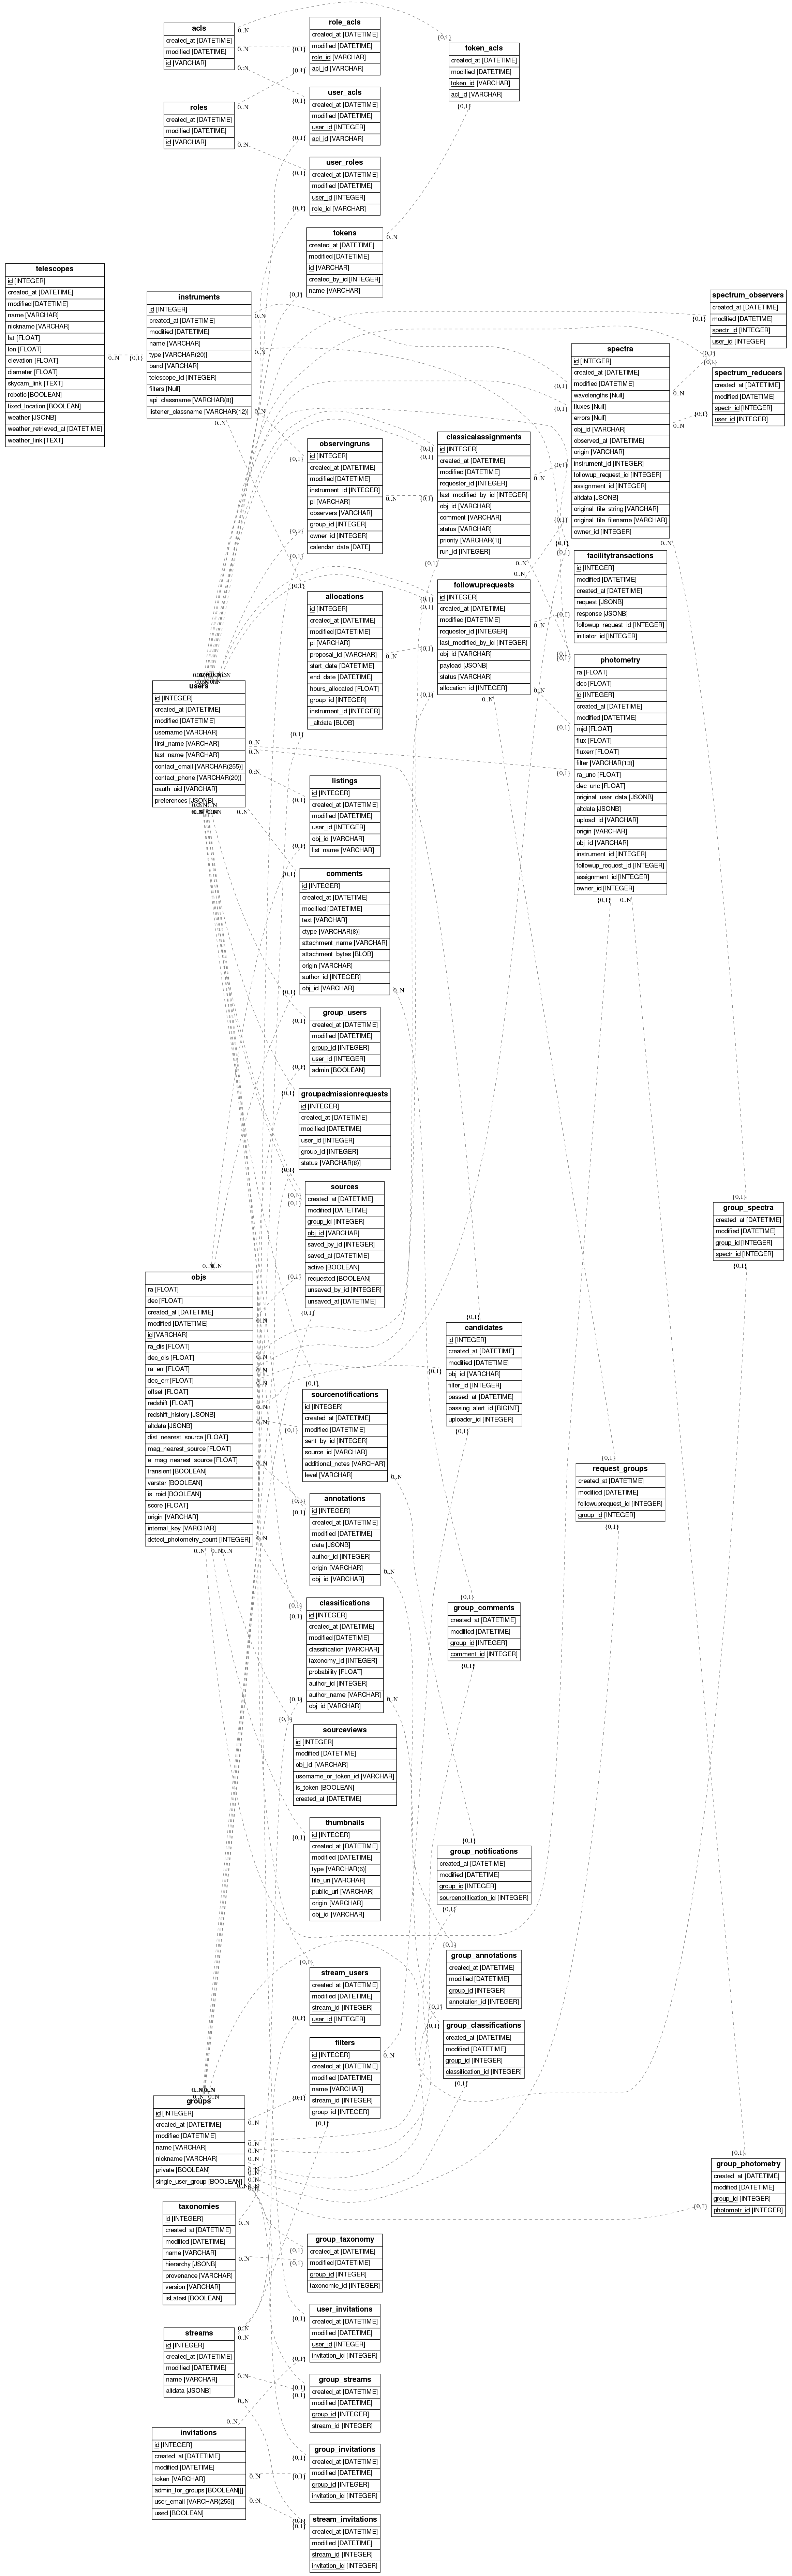 acls
created_at [DATETIME]
modified [DATETIME]
id [VARCHAR]
role_acls
created_at [DATETIME]
modified [DATETIME]
role_id [VARCHAR]
acl_id [VARCHAR]
token_acls
created_at [DATETIME]
modified [DATETIME]
token_id [VARCHAR]
acl_id [VARCHAR]
user_acls
created_at [DATETIME]
modified [DATETIME]
user_id [INTEGER]
acl_id [VARCHAR]
roles
created_at [DATETIME]
modified [DATETIME]
id [VARCHAR]
user_roles
created_at [DATETIME]
modified [DATETIME]
user_id [INTEGER]
role_id [VARCHAR]
tokens
created_at [DATETIME]
modified [DATETIME]
id [VARCHAR]
created_by_id [INTEGER]
name [VARCHAR]
telescopes
id [INTEGER]
created_at [DATETIME]
modified [DATETIME]
name [VARCHAR]
nickname [VARCHAR]
lat [FLOAT]
lon [FLOAT]
elevation [FLOAT]
diameter [FLOAT]
skycam_link [TEXT]
robotic [BOOLEAN]
fixed_location [BOOLEAN]
weather [JSONB]
weather_retrieved_at [DATETIME]
weather_link [TEXT]
instruments
id [INTEGER]
created_at [DATETIME]
modified [DATETIME]
name [VARCHAR]
type [VARCHAR(20)]
band [VARCHAR]
telescope_id [INTEGER]
filters [Null]
api_classname [VARCHAR(8)]
listener_classname [VARCHAR(12)]
spectrum_observers
created_at [DATETIME]
modified [DATETIME]
spectr_id [INTEGER]
user_id [INTEGER]
spectra
id [INTEGER]
created_at [DATETIME]
modified [DATETIME]
wavelengths [Null]
fluxes [Null]
errors [Null]
obj_id [VARCHAR]
observed_at [DATETIME]
origin [VARCHAR]
instrument_id [INTEGER]
followup_request_id [INTEGER]
assignment_id [INTEGER]
altdata [JSONB]
original_file_string [VARCHAR]
original_file_filename [VARCHAR]
owner_id [INTEGER]
spectrum_reducers
created_at [DATETIME]
modified [DATETIME]
spectr_id [INTEGER]
user_id [INTEGER]
observingruns
id [INTEGER]
created_at [DATETIME]
modified [DATETIME]
instrument_id [INTEGER]
pi [VARCHAR]
observers [VARCHAR]
group_id [INTEGER]
owner_id [INTEGER]
calendar_date [DATE]
classicalassignments
id [INTEGER]
created_at [DATETIME]
modified [DATETIME]
requester_id [INTEGER]
last_modified_by_id [INTEGER]
obj_id [VARCHAR]
comment [VARCHAR]
status [VARCHAR]
priority [VARCHAR(1)]
run_id [INTEGER]
facilitytransactions
id [INTEGER]
modified [DATETIME]
created_at [DATETIME]
request [JSONB]
response [JSONB]
followup_request_id [INTEGER]
initiator_id [INTEGER]
allocations
id [INTEGER]
created_at [DATETIME]
modified [DATETIME]
pi [VARCHAR]
proposal_id [VARCHAR]
start_date [DATETIME]
end_date [DATETIME]
hours_allocated [FLOAT]
group_id [INTEGER]
instrument_id [INTEGER]
_altdata [BLOB]
followuprequests
id [INTEGER]
created_at [DATETIME]
modified [DATETIME]
requester_id [INTEGER]
last_modified_by_id [INTEGER]
obj_id [VARCHAR]
payload [JSONB]
status [VARCHAR]
allocation_id [INTEGER]
photometry
ra [FLOAT]
dec [FLOAT]
id [INTEGER]
created_at [DATETIME]
modified [DATETIME]
mjd [FLOAT]
flux [FLOAT]
fluxerr [FLOAT]
filter [VARCHAR(13)]
ra_unc [FLOAT]
dec_unc [FLOAT]
original_user_data [JSONB]
altdata [JSONB]
upload_id [VARCHAR]
origin [VARCHAR]
obj_id [VARCHAR]
instrument_id [INTEGER]
followup_request_id [INTEGER]
assignment_id [INTEGER]
owner_id [INTEGER]
users
id [INTEGER]
created_at [DATETIME]
modified [DATETIME]
username [VARCHAR]
first_name [VARCHAR]
last_name [VARCHAR]
contact_email [VARCHAR(255)]
contact_phone [VARCHAR(20)]
oauth_uid [VARCHAR]
preferences [JSONB]
listings
id [INTEGER]
created_at [DATETIME]
modified [DATETIME]
user_id [INTEGER]
obj_id [VARCHAR]
list_name [VARCHAR]
comments
id [INTEGER]
created_at [DATETIME]
modified [DATETIME]
text [VARCHAR]
ctype [VARCHAR(8)]
attachment_name [VARCHAR]
attachment_bytes [BLOB]
origin [VARCHAR]
author_id [INTEGER]
obj_id [VARCHAR]
group_users
created_at [DATETIME]
modified [DATETIME]
group_id [INTEGER]
user_id [INTEGER]
admin [BOOLEAN]
groupadmissionrequests
id [INTEGER]
created_at [DATETIME]
modified [DATETIME]
user_id [INTEGER]
group_id [INTEGER]
status [VARCHAR(8)]
sources
created_at [DATETIME]
modified [DATETIME]
group_id [INTEGER]
obj_id [VARCHAR]
saved_by_id [INTEGER]
saved_at [DATETIME]
active [BOOLEAN]
requested [BOOLEAN]
unsaved_by_id [INTEGER]
unsaved_at [DATETIME]
group_spectra
created_at [DATETIME]
modified [DATETIME]
group_id [INTEGER]
spectr_id [INTEGER]
objs
ra [FLOAT]
dec [FLOAT]
created_at [DATETIME]
modified [DATETIME]
id [VARCHAR]
ra_dis [FLOAT]
dec_dis [FLOAT]
ra_err [FLOAT]
dec_err [FLOAT]
offset [FLOAT]
redshift [FLOAT]
redshift_history [JSONB]
altdata [JSONB]
dist_nearest_source [FLOAT]
mag_nearest_source [FLOAT]
e_mag_nearest_source [FLOAT]
transient [BOOLEAN]
varstar [BOOLEAN]
is_roid [BOOLEAN]
score [FLOAT]
origin [VARCHAR]
internal_key [VARCHAR]
detect_photometry_count [INTEGER]
candidates
id [INTEGER]
created_at [DATETIME]
modified [DATETIME]
obj_id [VARCHAR]
filter_id [INTEGER]
passed_at [DATETIME]
passing_alert_id [BIGINT]
uploader_id [INTEGER]
sourcenotifications
id [INTEGER]
created_at [DATETIME]
modified [DATETIME]
sent_by_id [INTEGER]
source_id [VARCHAR]
additional_notes [VARCHAR]
level [VARCHAR]
request_groups
created_at [DATETIME]
modified [DATETIME]
followuprequest_id [INTEGER]
group_id [INTEGER]
annotations
id [INTEGER]
created_at [DATETIME]
modified [DATETIME]
data [JSONB]
author_id [INTEGER]
origin [VARCHAR]
obj_id [VARCHAR]
classifications
id [INTEGER]
created_at [DATETIME]
modified [DATETIME]
classification [VARCHAR]
taxonomy_id [INTEGER]
probability [FLOAT]
author_id [INTEGER]
author_name [VARCHAR]
obj_id [VARCHAR]
group_comments
created_at [DATETIME]
modified [DATETIME]
group_id [INTEGER]
comment_id [INTEGER]
sourceviews
id [INTEGER]
modified [DATETIME]
obj_id [VARCHAR]
username_or_token_id [VARCHAR]
is_token [BOOLEAN]
created_at [DATETIME]
thumbnails
id [INTEGER]
created_at [DATETIME]
modified [DATETIME]
type [VARCHAR(6)]
file_uri [VARCHAR]
public_url [VARCHAR]
origin [VARCHAR]
obj_id [VARCHAR]
group_notifications
created_at [DATETIME]
modified [DATETIME]
group_id [INTEGER]
sourcenotification_id [INTEGER]
group_annotations
created_at [DATETIME]
modified [DATETIME]
group_id [INTEGER]
annotation_id [INTEGER]
stream_users
created_at [DATETIME]
modified [DATETIME]
stream_id [INTEGER]
user_id [INTEGER]
group_classifications
created_at [DATETIME]
modified [DATETIME]
group_id [INTEGER]
classification_id [INTEGER]
filters
id [INTEGER]
created_at [DATETIME]
modified [DATETIME]
name [VARCHAR]
stream_id [INTEGER]
group_id [INTEGER]
groups
id [INTEGER]
created_at [DATETIME]
modified [DATETIME]
name [VARCHAR]
nickname [VARCHAR]
private [BOOLEAN]
single_user_group [BOOLEAN]
group_photometry
created_at [DATETIME]
modified [DATETIME]
group_id [INTEGER]
photometr_id [INTEGER]
taxonomies
id [INTEGER]
created_at [DATETIME]
modified [DATETIME]
name [VARCHAR]
hierarchy [JSONB]
provenance [VARCHAR]
version [VARCHAR]
isLatest [BOOLEAN]
group_taxonomy
created_at [DATETIME]
modified [DATETIME]
group_id [INTEGER]
taxonomie_id [INTEGER]
user_invitations
created_at [DATETIME]
modified [DATETIME]
user_id [INTEGER]
invitation_id [INTEGER]
streams
id [INTEGER]
created_at [DATETIME]
modified [DATETIME]
name [VARCHAR]
altdata [JSONB]
group_streams
created_at [DATETIME]
modified [DATETIME]
group_id [INTEGER]
stream_id [INTEGER]
invitations
id [INTEGER]
created_at [DATETIME]
modified [DATETIME]
token [VARCHAR]
admin_for_groups [BOOLEAN[]]
user_email [VARCHAR(255)]
used [BOOLEAN]
group_invitations
created_at [DATETIME]
modified [DATETIME]
group_id [INTEGER]
invitation_id [INTEGER]
stream_invitations
created_at [DATETIME]
modified [DATETIME]
stream_id [INTEGER]
invitation_id [INTEGER]